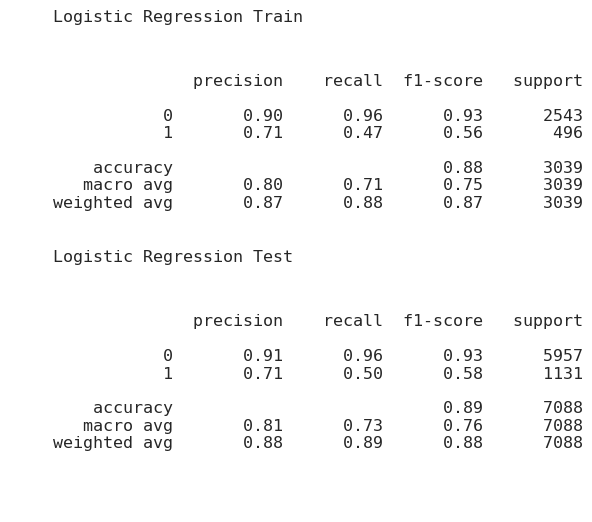 Logistic Regression Train
precision recall f1-score support
0 0.90 0.96 0.93 2543
1 0.71 0.47 0.56 496
accuracy 0.88 3039
macro avg 0.80 0.71 0.75 3039
weighted avg 0.87 0.88 0.87 3039
Logistic Regression Test
precision recall f1-score support
0 0.91 0.96 0.93 5957
1 0.71 0.50 0.58 1131
accuracy 0.89 7088
macro avg 0.81 0.73 0.76 7088
weighted avg 0.88 0.89 0.88 7088